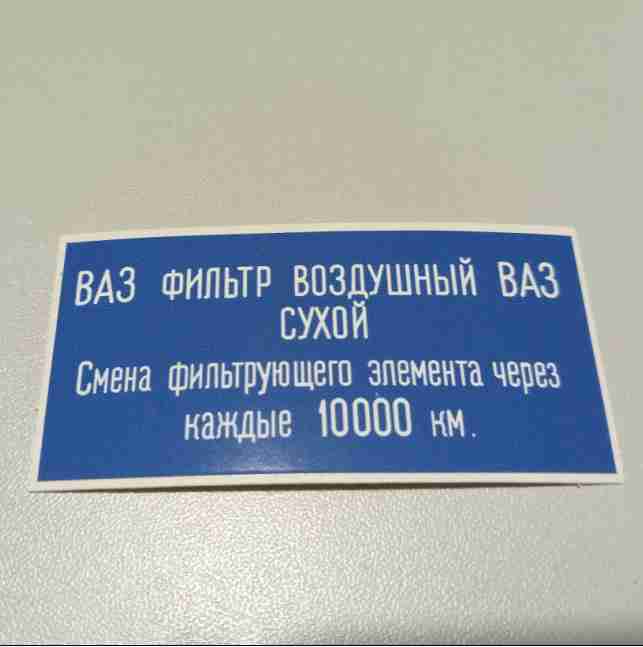 ВАЗ ФИЛЬТР ВОЗДУШНЫЙ ВАЗ
СУХОЙ
Смена фильтрующего элемента через
каждые 10000 км.